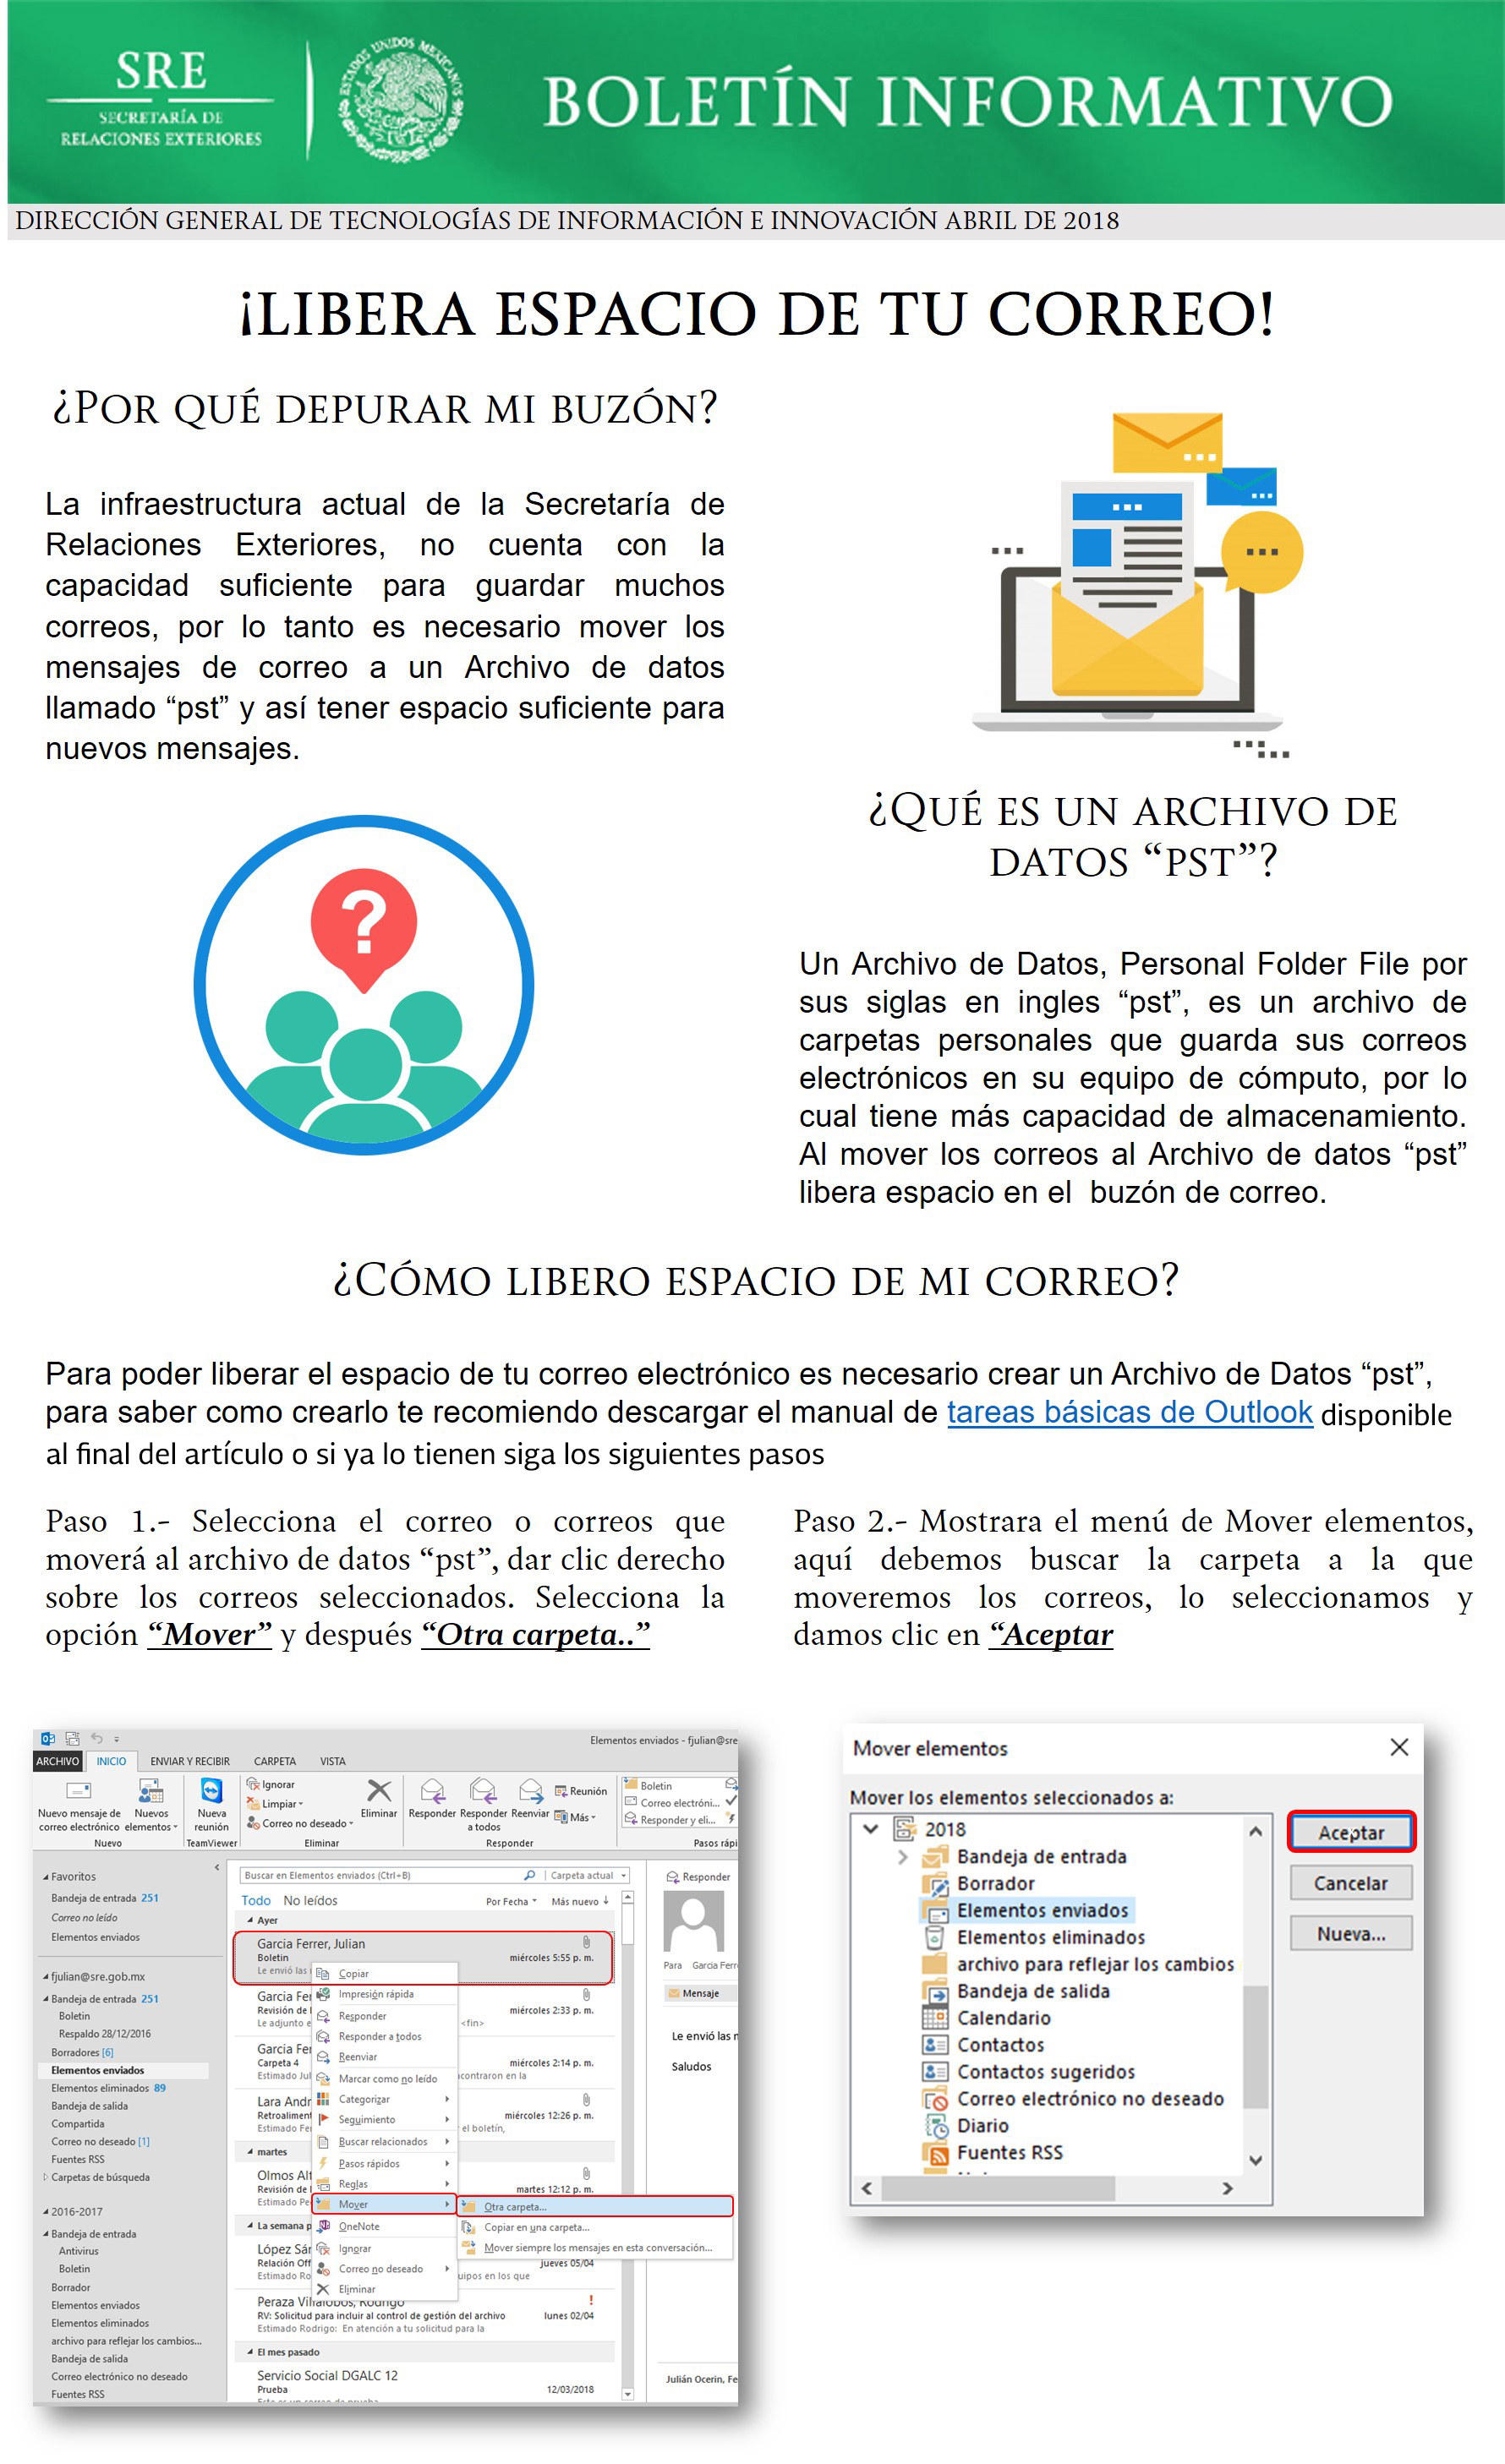 SRE
SECRETARÍA DE
RELACIONES EXTERIORES
ESTADOS UNIDOS MEXICANOS
BOLETÍN INFORMATIVO
DIRECCIÓN GENERAL DE TECNOLOGÍAS DE INFORMACIÓN E INNOVACIÓN ABRIL DE 2018
¡LIBERA ESPACIO DE TU CORREO!
¿POR QUÉ DEPURAR MI BUZÓN?
La infraestructura actual de la Secretaría de
Relaciones Exteriores, no cuenta con la
capacidad suficiente para guardar muchos
correos, por lo tanto es necesario mover los
mensajes de correo a un Archivo de datos
llamado “pst” y así tener espacio suficiente para
nuevos mensajes.
?
¿QUÉ ES UN ARCHIVO DE
DATOS “PST”?
Un Archivo de Datos, Personal Folder File por
sus siglas en ingles “pst”, es un archivo de
carpetas personales que guarda sus correos
electrónicos en su equipo de cómputo, por lo
cual tiene más capacidad de almacenamiento.
Al mover los correos al Archivo de datos “pst”
libera espacio en el  buzón de correo.
¿CÓMO LIBERO ESPACIO DE MI CORREO?
Para poder liberar el espacio de tu correo electrónico es necesario crear un Archivo de Datos “pst”,
para saber como crearlo te recomiendo descargar el manual de tareas básicas de Outlook disponible
al final del artículo o si ya lo tienen siga los siguientes pasos
Paso 1.- Selecciona el correo o correos que
moverá al archivo de datos “pst”, dar clic derecho
sobre los correos seleccionados. Selecciona la
opción “Mover” y después “Otra carpeta..”
Paso 2.- Mostrara el menú de Mover elementos,
aquí debemos buscar la carpeta a la que
moveremos los correos, lo seleccionamos y
damos clic en “Aceptar
Elementos enviados - fjulian@sre
ARCHIVO INICIO ENVIAR Y RECIBIR CARPETA VISTA
Nuevo mensaje de
correo electrónico
Nuevos
elementos
Nuevo
Nueva
reunión
TeamViewer
Ignorar
Limpiar
Correo no deseado
Eliminar
Eliminar
Responder
Responder
a todos
Reenviar
Reunión
Más
Responder
Boletin
Correo electróni...
Responder y eli...
Pasos rápi
Favoritos
Bandeja de entrada 251
Correo no leído
Elementos enviados
fjulian@sre.gob.mx
Bandeja de entrada 251
Boletin
Respaldo 28/12/2016
Borradores [6]
Elementos enviados
Elementos eliminados 89
Bandeja de salida
Compartida
Correo no deseado [1]
Fuentes RSS
Carpetas de búsqueda
2016-2017
Bandeja de entrada
Antivirus
Boletin
Borrador
Elementos enviados
Elementos eliminados
archivo para reflejar los cambios...
Bandeja de salida
Correo electrónico no deseado
Fuentes RSS
Buscar en Elementos enviados (Ctrl+B)
Carpeta actual
Todo No leídos
Por Fecha Más nuevo
Ayer
Garcia Ferrer, Julian
Boletin
miércoles 5:55 p. m.
Le envió las
Garcia Fe
Revisión de
miércoles 2:33 p. m.
Le adjunto e
<fin>
Garcia Fe
Carpeta 4
miércoles 2:14 p. m.
Estimado Jul
contraron en la
Lara Andr
Retroalimen
miércoles 12:26 p. m.
Estimado Fe
el boletín,
martes
Olmos Alt
Revisión de
martes 12:12 p. m.
Estimado Pe
La semana p
López Sán
Relación Off
jueves 05/04
Estimado Ro
uipos en los que
Peraza Villalobos, Rodrigo
!
RV: Solicitud para incluir al control de gestión del archivo
lunes 02/04
Estimado Rodrigo: En atención a tu solicitud para la
El mes pasado
Servicio Social DGALC 12
Prueba
12/03/2018
Este es un correo de prueba
Copiar
Impresión rápida
Responder
Responder a todos
Reenviar
Marcar como no leído
Categorizar
Seguimiento
Buscar relacionados
Pasos rápidos
Reglas
Mover
OneNote
Ignorar
Correo no deseado
Eliminar
Otra carpeta...
Copiar en una carpeta...
Mover siempre los mensajes en esta conversación...
Responder
Para Garcia Ferr
Mensaje
Le envió las r
Saludos
Julián Ocerin, Fe
Mover elementos
Mover los elementos seleccionados a:
2018
Bandeja de entrada
Borrador
Elementos enviados
Elementos eliminados
archivo para reflejar los cambios
Bandeja de salida
Calendario
Contactos
Contactos sugeridos
Correo electrónico no deseado
Diario
Fuentes RSS
Aceptar
Cancelar
Nueva...